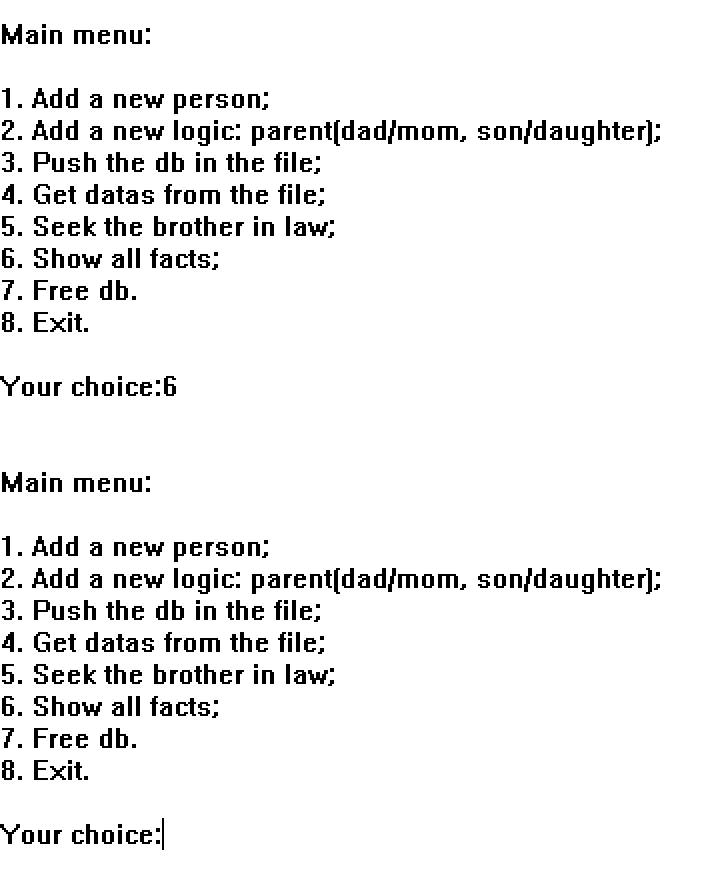 Main menu:
1. Add a new person;
2. Add a new logic: parent(dad/mom, son/daughter);
3. Push the db in the file;
4. Get datas from the file;
5. Seek the brother in law;
6. Show all facts;
7. Free db.
8. Exit.
Your choice:6
Main menu:
1. Add a new person;
2. Add a new logic: parent(dad/mom, son/daughter);
3. Push the db in the file;
4. Get datas from the file;
5. Seek the brother in law;
6. Show all facts;
7. Free db.
8. Exit.
Your choice: